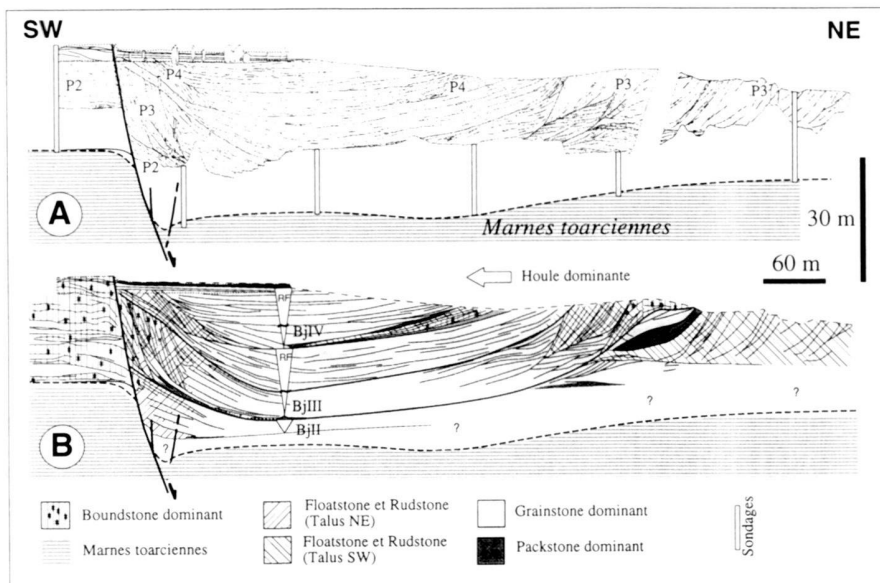 SW
NE
P2
P4
P3
P2
P4
P3
P3
A
Marnes toarciennes
30 m
60 m
Houle dominante
RF
BjIV
RF
BjIII
BjII
?
?
?
?
B
Boundstone dominant
Marnes toarciennes
Floatstone et Rudstone
(Talus NE)
Floatstone et Rudstone
(Talus SW)
Grainstone dominant
Packstone dominant
Sondages